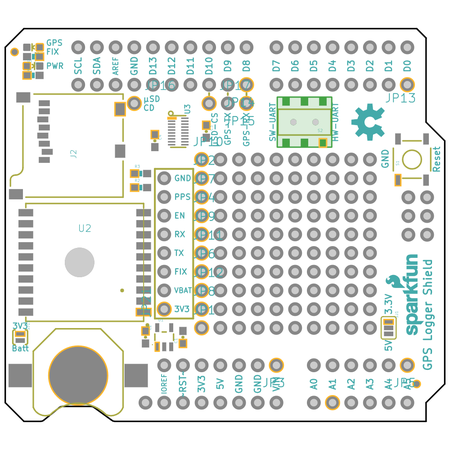 GPS
FIX
PWR
SCL
SDA
AREF
GND
D13
D12
D11
D10
D9
D8
D7
D6
D5
D4
D3
D2
D1
D0
JP13
µSD
CD
U3
SD-CS
GPS-RX
GPS-TX
SW-UART
HW-UART
GND
Reset
J2
GND
PPS
EN
RX
TX
FIX
VBAT
3V3
U2
3.3V
5V
sparkfun
GPS Logger Shield
3V3
Batt
IOREF
-RST-
3V3
5V
GND
GND
VIN
A0
A1
A2
A3
A4
A5